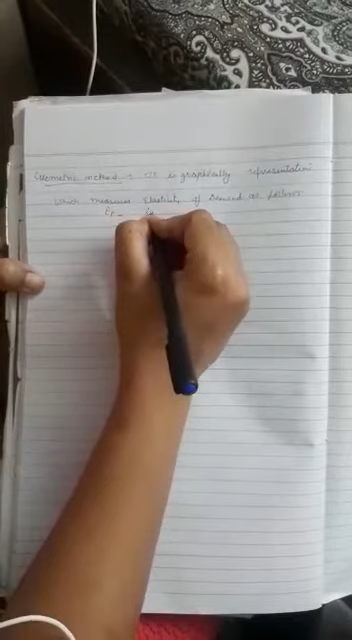 Geometric method : It is graphically representation
which measures Elasticity of Demand as follows